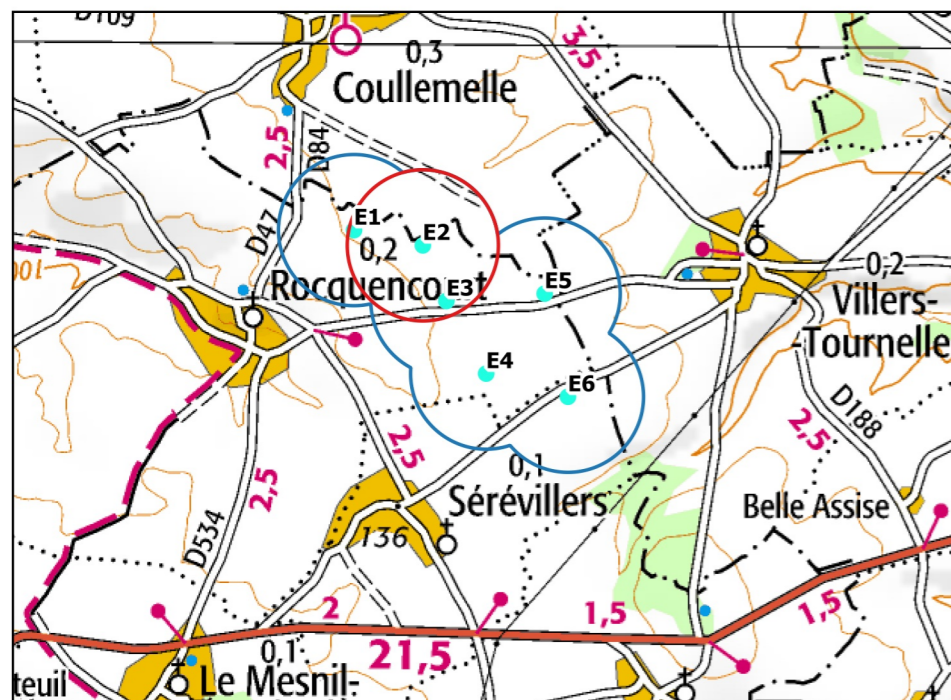 D109
0,3
3,5
Coullemelle
2,5
D84
E1
E2
D47
0,2
0,2
100
Rocquencourt
E3
E5
Villers-
-Tournelle
E4
E6
D188
2,5
2,5
2,5
0,1
Sérévillers
Belle Assise
136
D534
2
1,5
1,5
21,5
0,1
teuil
Le Mesnil-